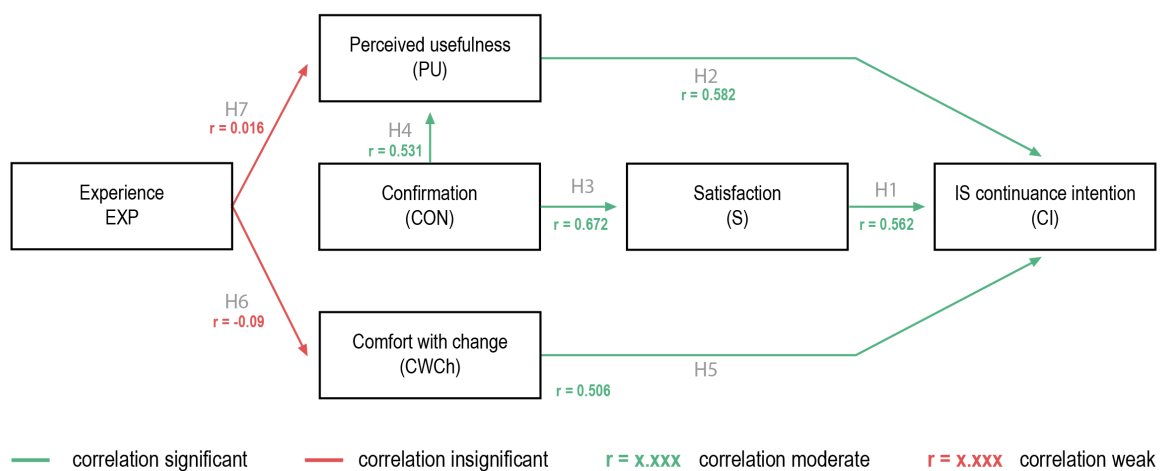 Perceived usefulness
(PU)
H2
r = 0.582
H7
r = 0.016
H4
r = 0.531
Experience
EXP
Confirmation
(CON)
H3
r = 0.672
Satisfaction
(S)
H1
r = 0.562
IS continuance intention
(CI)
H6
r = -0.09
Comfort with change
(CWCh)
H5
r = 0.506
correlation significant
correlation insignificant
r = x.xxx correlation moderate
r = x.xxx correlation weak